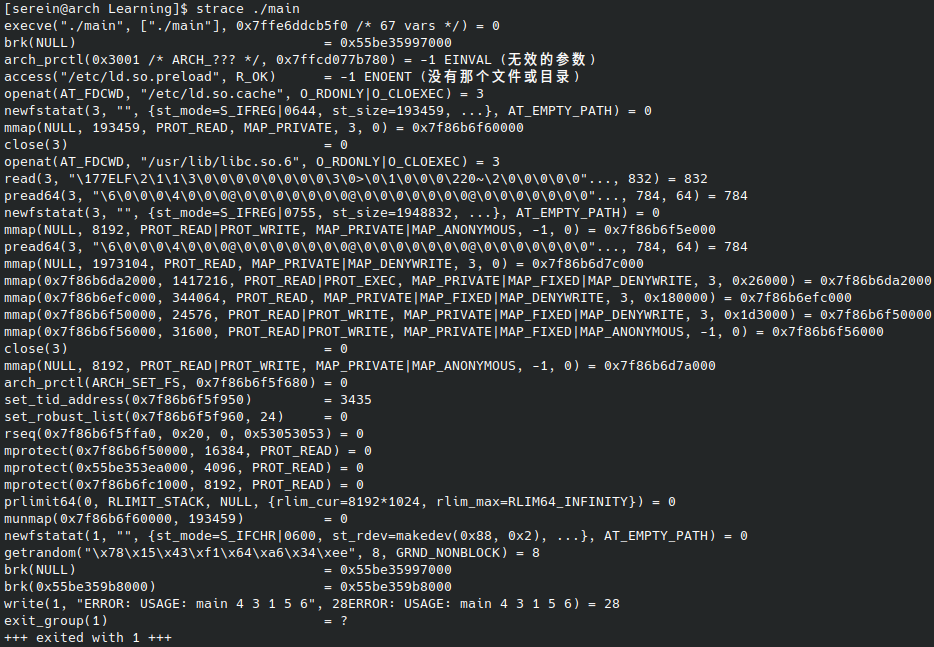 [serein@arch Learning]$ strace ./main
execve("./main", ["./main"], 0x7ffe6ddcb5f0 /* 67 vars */) = 0
brk(NULL)                               = 0x55be35997000
arch_prctl(0x3001 /* ARCH_??? */, 0x7ffcd077b780) = -1 EINVAL (无效的参数)
access("/etc/ld.so.preload", R_OK)      = -1 ENOENT (没有那个文件或目录)
openat(AT_FDCWD, "/etc/ld.so.cache", O_RDONLY|O_CLOEXEC) = 3
newfstatat(3, "", {st_mode=S_IFREG|0644, st_size=193459, ...}, AT_EMPTY_PATH) = 0
mmap(NULL, 193459, PROT_READ, MAP_PRIVATE, 3, 0) = 0x7f86b6f60000
close(3)                                = 0
openat(AT_FDCWD, "/usr/lib/libc.so.6", O_RDONLY|O_CLOEXEC) = 3
read(3, "\177ELF\2\1\1\3\0\0\0\0\0\0\0\0\3\0>\0\1\0\0\0\220~\2\0\0\0\0\0"..., 832) = 832
pread64(3, "\6\0\0\0\4\0\0\0@\0\0\0\0\0\0\0@\0\0\0\0\0\0\0@\0\0\0\0\0\0\0"..., 784, 64) = 784
newfstatat(3, "", {st_mode=S_IFREG|0755, st_size=1948832, ...}, AT_EMPTY_PATH) = 0
mmap(NULL, 8192, PROT_READ|PROT_WRITE, MAP_PRIVATE|MAP_ANONYMOUS, -1, 0) = 0x7f86b6f5e000
pread64(3, "\6\0\0\0\4\0\0\0@\0\0\0\0\0\0\0@\0\0\0\0\0\0\0@\0\0\0\0\0\0\0"..., 784, 64) = 784
mmap(NULL, 1973104, PROT_READ, MAP_PRIVATE|MAP_DENYWRITE, 3, 0) = 0x7f86b6d7c000
mmap(0x7f86b6da2000, 1417216, PROT_READ|PROT_EXEC, MAP_PRIVATE|MAP_FIXED|MAP_DENYWRITE, 3, 0x26000) = 0x7f86b6da2000
mmap(0x7f86b6efc000, 344064, PROT_READ, MAP_PRIVATE|MAP_FIXED|MAP_DENYWRITE, 3, 0x180000) = 0x7f86b6efc000
mmap(0x7f86b6f50000, 24576, PROT_READ|PROT_WRITE, MAP_PRIVATE|MAP_FIXED|MAP_DENYWRITE, 3, 0x1d3000) = 0x7f86b6f50000
mmap(0x7f86b6f56000, 31600, PROT_READ|PROT_WRITE, MAP_PRIVATE|MAP_FIXED|MAP_ANONYMOUS, -1, 0) = 0x7f86b6f56000
close(3)                                = 0
mmap(NULL, 8192, PROT_READ|PROT_WRITE, MAP_PRIVATE|MAP_ANONYMOUS, -1, 0) = 0x7f86b6d7a000
arch_prctl(ARCH_SET_FS, 0x7f86b6f5f680) = 0
set_tid_address(0x7f86b6f5f950)         = 3435
set_robust_list(0x7f86b6f5f960, 24)     = 0
rseq(0x7f86b6f5ffa0, 0x20, 0, 0x53053053) = 0
mprotect(0x7f86b6f50000, 16384, PROT_READ) = 0
mprotect(0x55be353ea000, 4096, PROT_READ) = 0
mprotect(0x7f86b6fc1000, 8192, PROT_READ) = 0
prlimit64(0, RLIMIT_STACK, NULL, {rlim_cur=8192*1024, rlim_max=RLIM64_INFINITY}) = 0
munmap(0x7f86b6f60000, 193459)          = 0
newfstatat(1, "", {st_mode=S_IFCHR|0600, st_rdev=makedev(0x88, 0x2), ...}, AT_EMPTY_PATH) = 0
getrandom("\x78\x15\x43\xf1\x64\xa6\x34\xee", 8, GRND_NONBLOCK) = 8
brk(NULL)                               = 0x55be35997000
brk(0x55be359b8000)                     = 0x55be359b8000
write(1, "ERROR: USAGE: main 4 3 1 5 6", 28ERROR: USAGE: main 4 3 1 5 6) = 28
exit_group(1)                           = ?
+++ exited with 1 +++